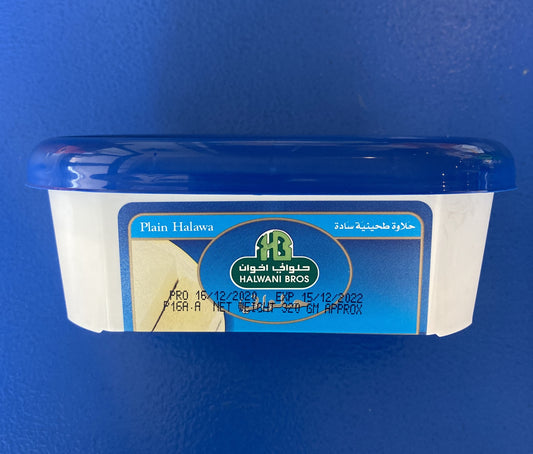 Plain Halawa
حلاوة طحينية سادة
HB
حلواني اخوان
HALWANI BROS
PRO 16/12/2020 EXP 15/12/2022
P16A.A NET WEIGHT 320 GM APPROX